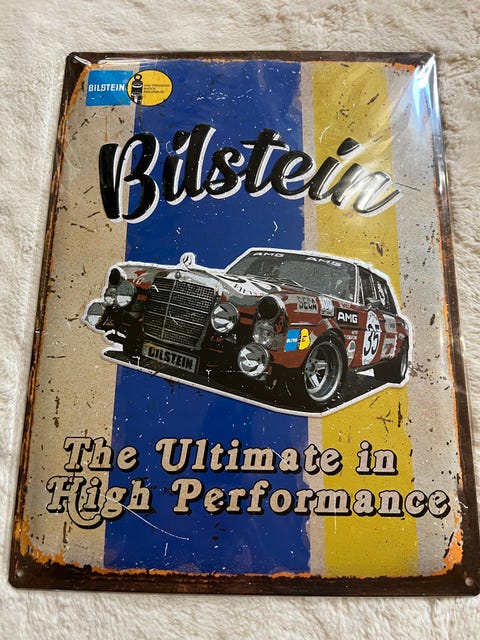 BILSTEIN
Bilstein
AMG AMG
AMG
35
BILSTEIN
The Ultimate in
High Performance